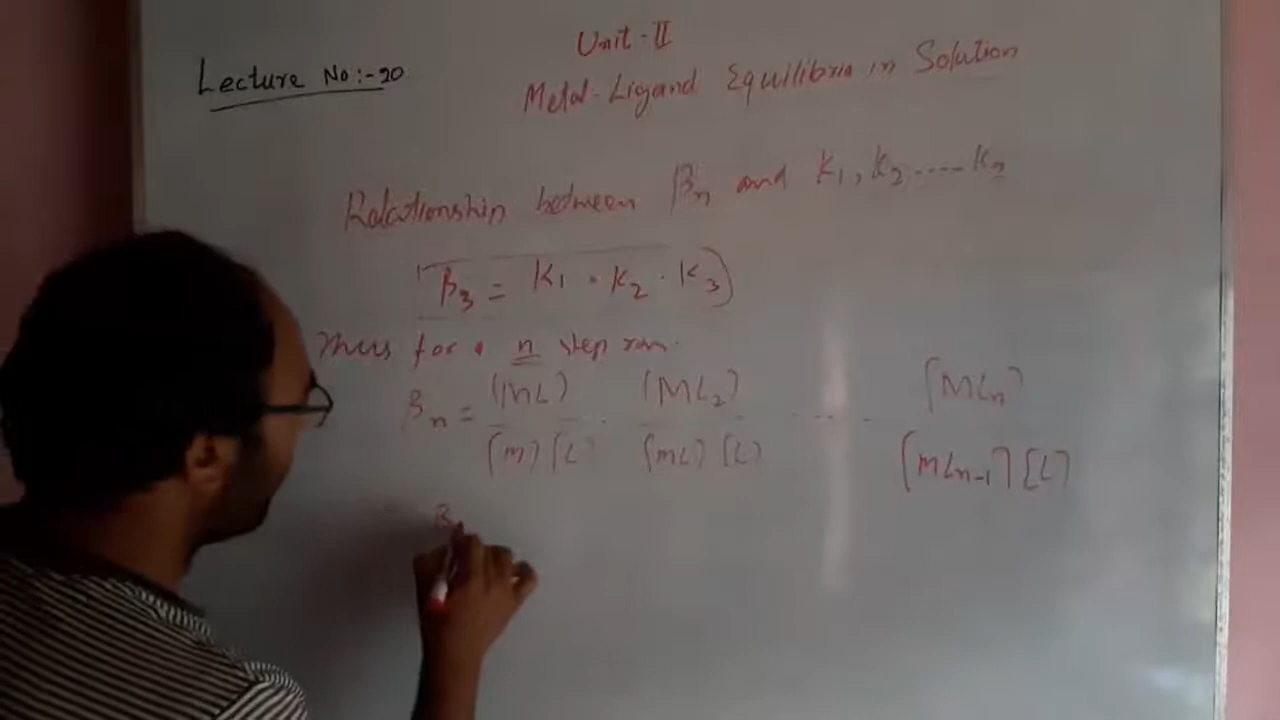 Unit-II
Lecture No:-20
Metal-Ligand Equilibria in Solution
Relationship between βn and K1, K2 ..... Kn
β3 = K1 · K2 · K3
Thus for a n step rxn.
βn = [ML] · [ML2] ..... [MLn]
[M] [L] [ML] [L] [MLn-1] [L]
β